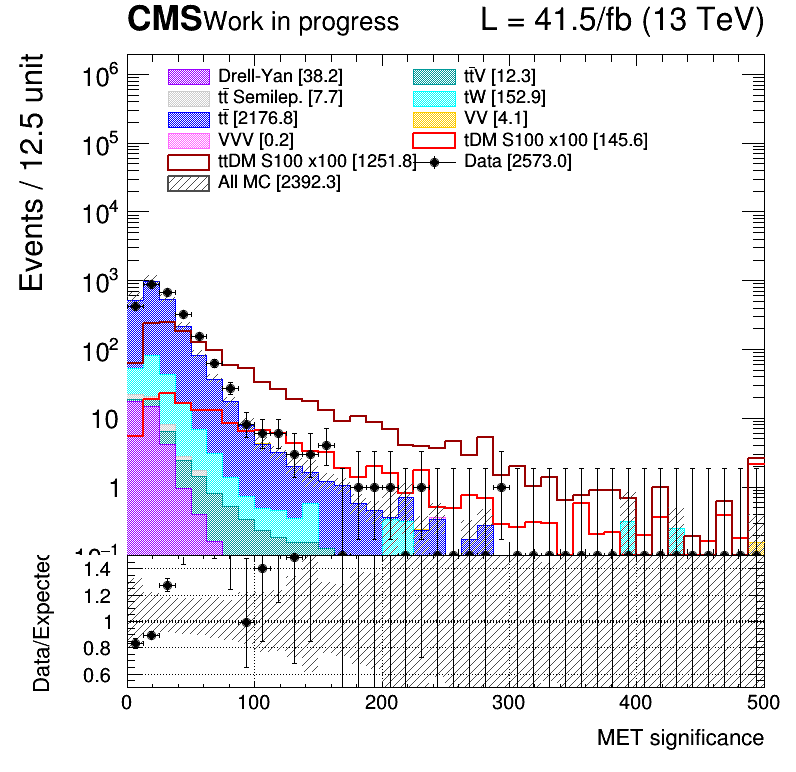 CMS Work in progress L = 41.5/fb (13 TeV)
Events / 12.5 unit
10⁶
10⁵
10⁴
10³
10²
10
1
10⁻¹
Drell-Yan [38.2] tt̄V [12.3]
tt̄ Semilep. [7.7] tW [152.9]
tt̄ [2176.8] VV [4.1]
VVV [0.2] tDM S100 x100 [145.6]
ttDM S100 x100 [1251.8] Data [2573.0]
All MC [2392.3]
Data/Expected
1.4
1.2
1
0.8
0.6
0 100 200 300 400 500
MET significance